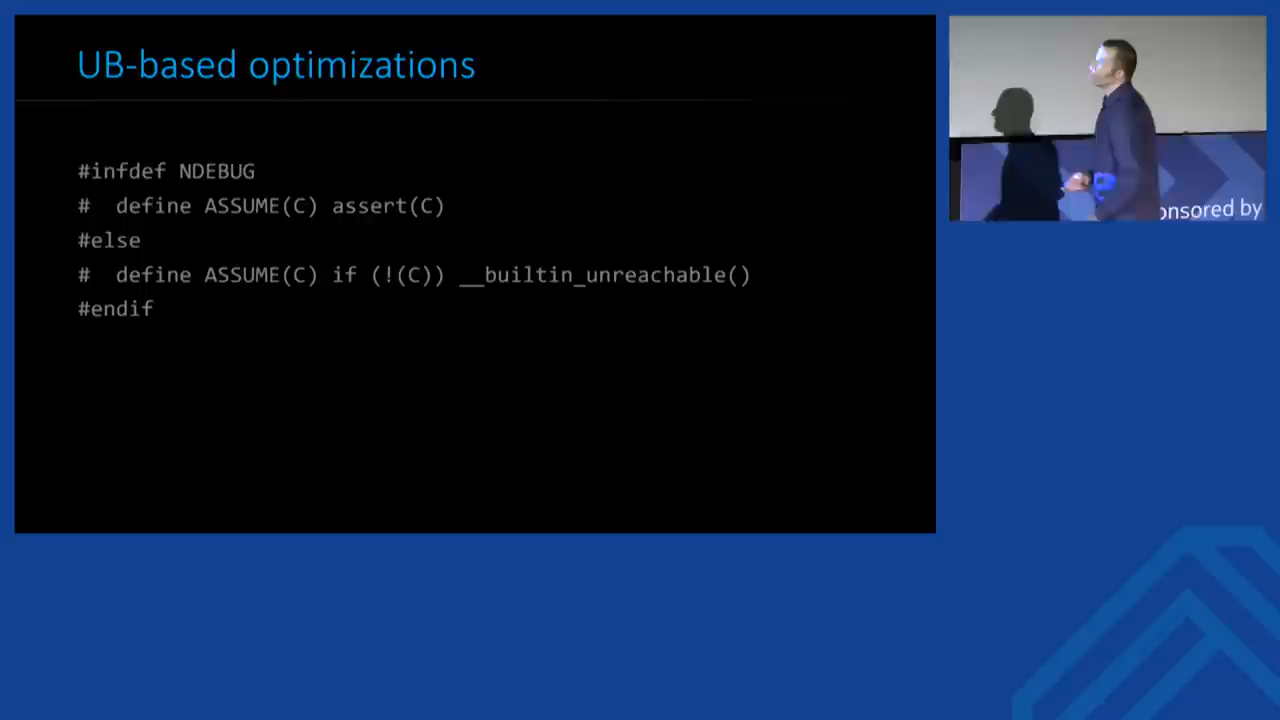 UB-based optimizations
#infdef NDEBUG
#  define ASSUME(C) assert(C)
#else
#  define ASSUME(C) if (!(C)) __builtin_unreachable()
#endif
onsored by